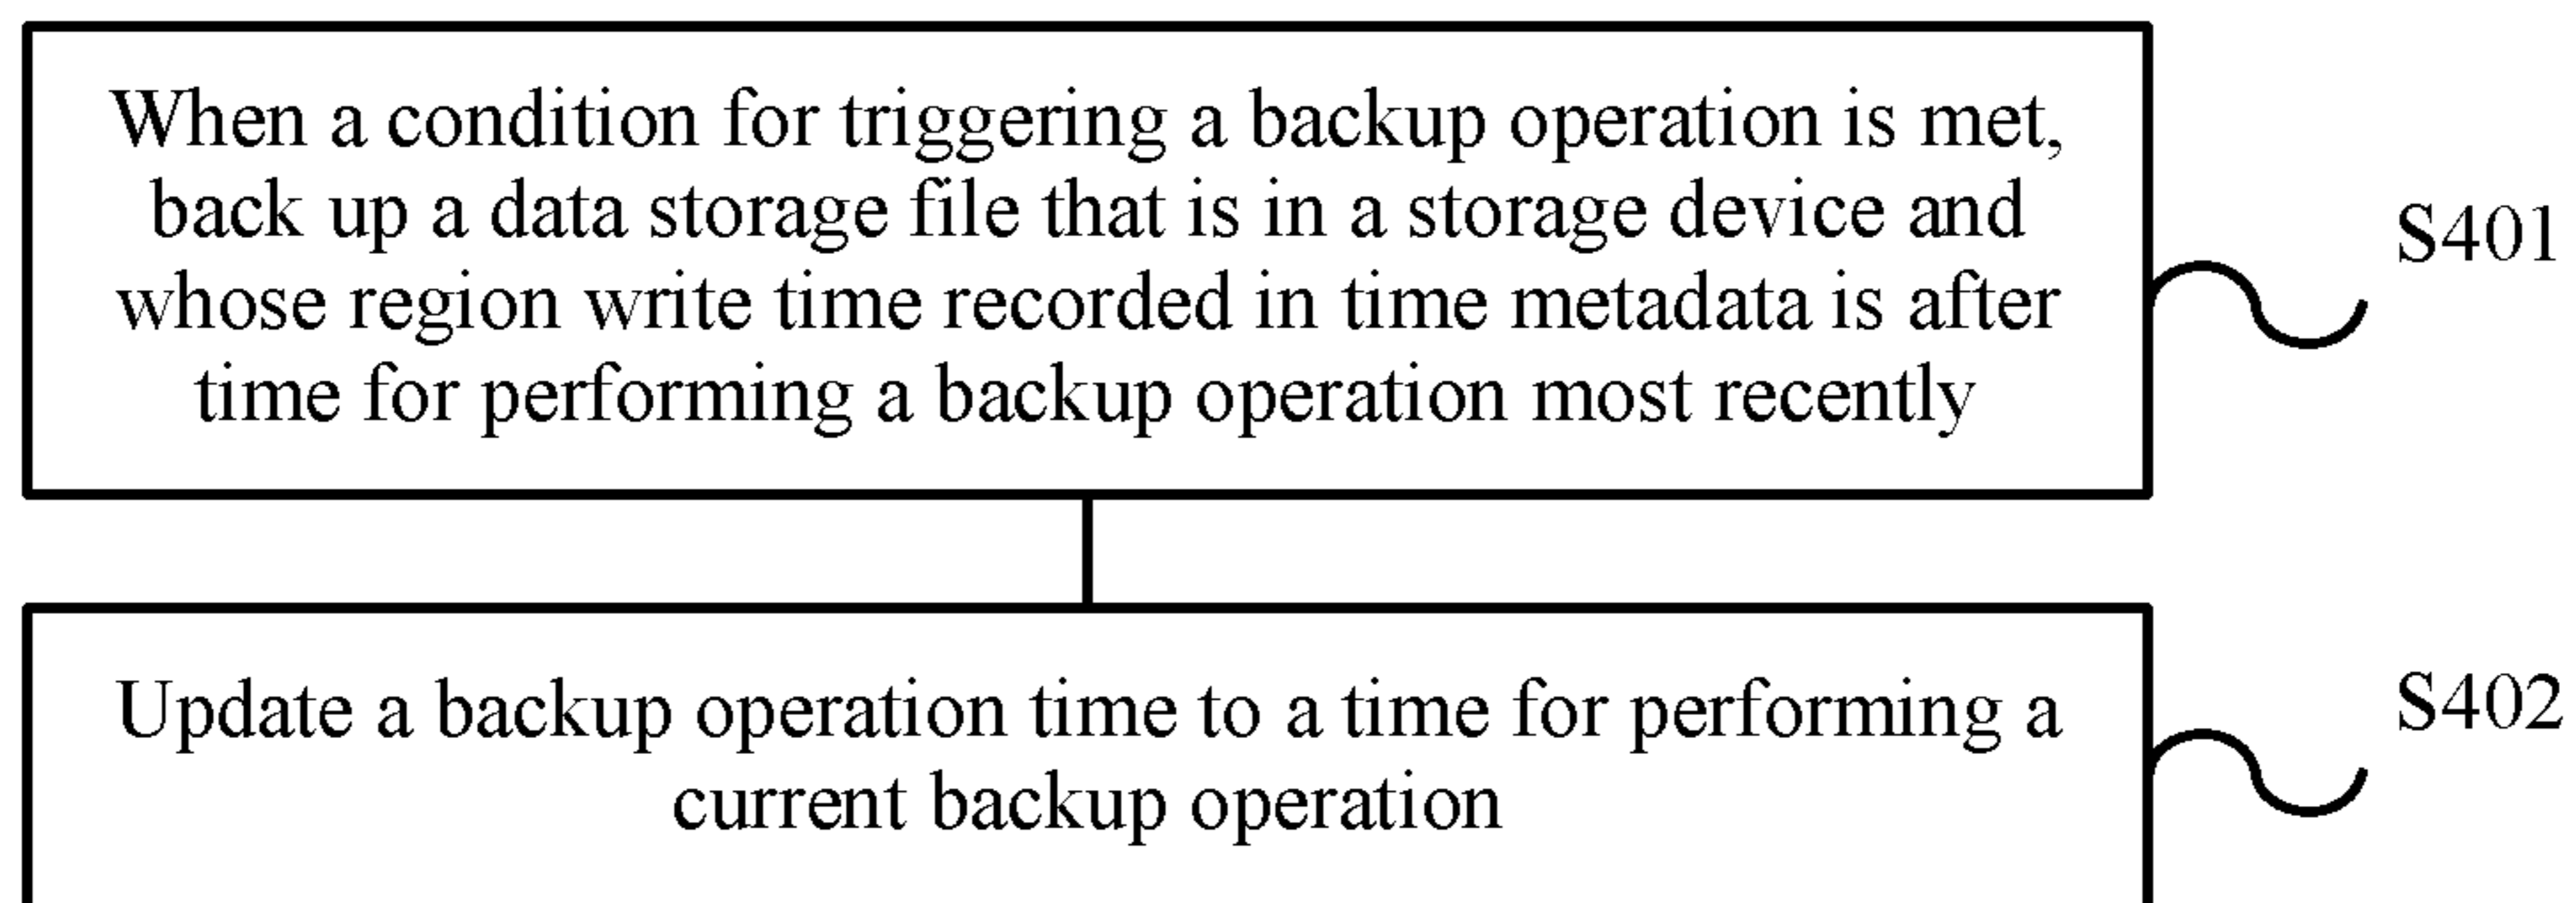 When a condition for triggering a backup operation is met,
back up a data storage file that is in a storage device and
whose region write time recorded in time metadata is after
time for performing a backup operation most recently
S401
Update a backup operation time to a time for performing a
current backup operation
S402